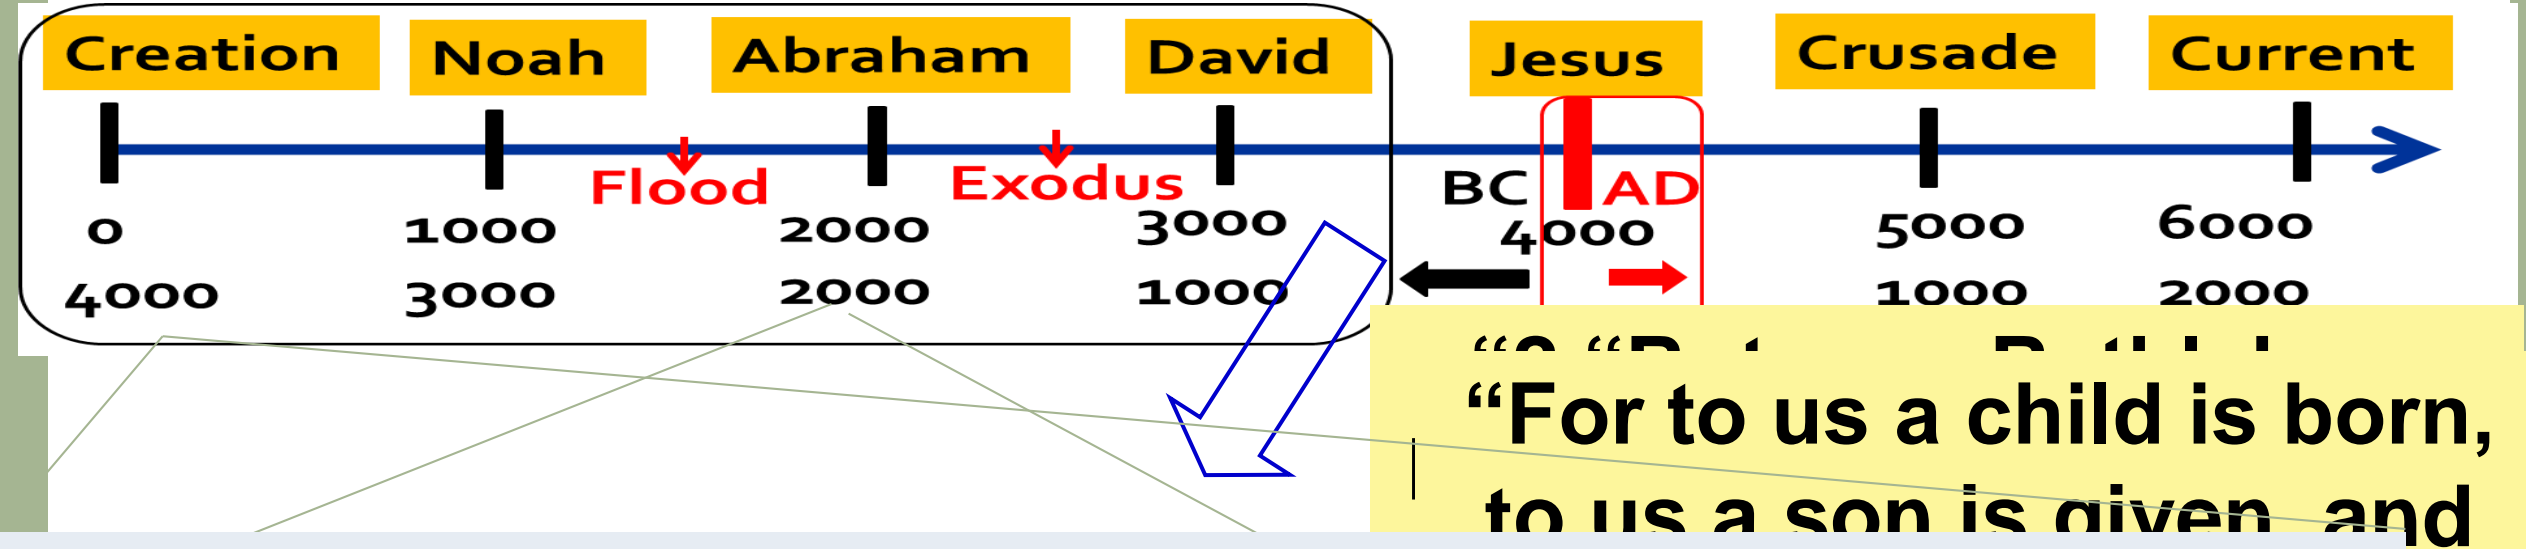 Creation Noah Abraham David Jesus Crusade Current
Flood Exodus BC AD
0 1000 2000 3000 4000 5000 6000
4000 3000 2000 1000 1000 2000
“For to us a child is born,
to us a son is given, and